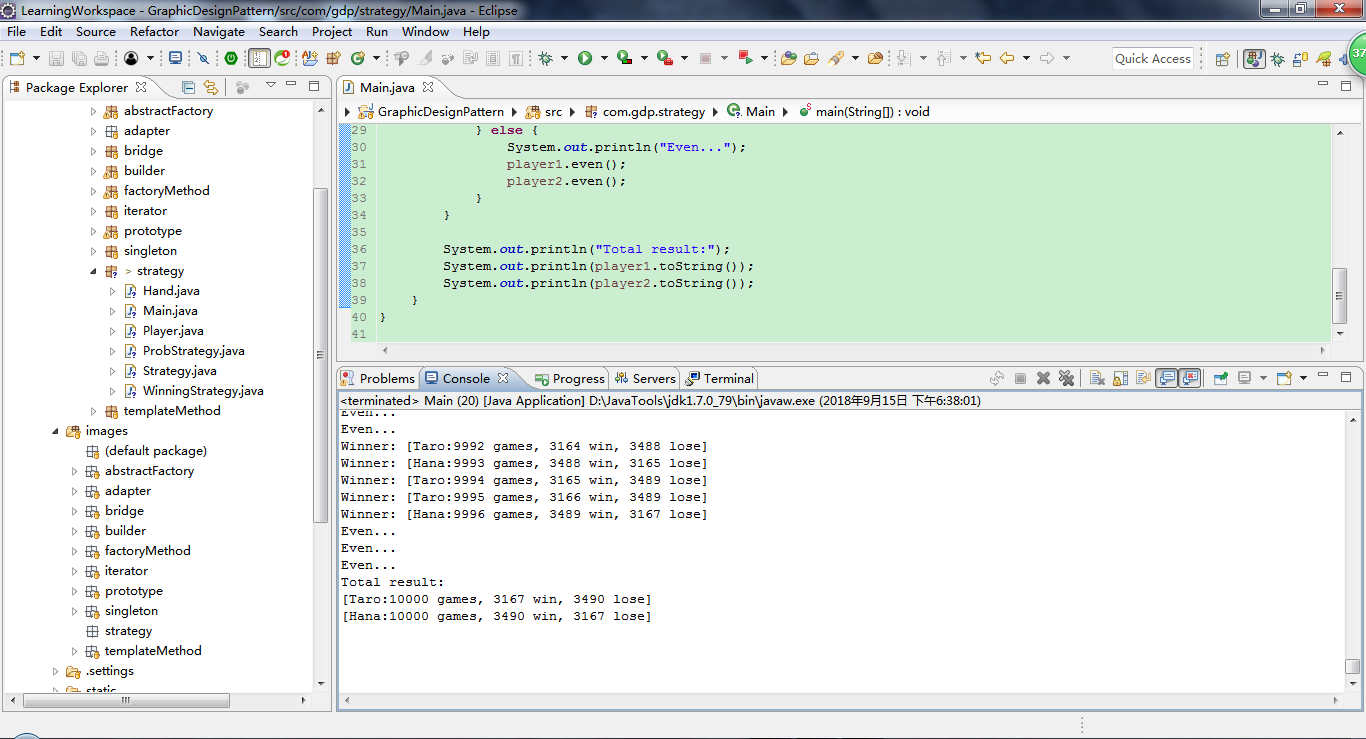 LearningWorkspace - GraphicDesignPattern/src/com/gdp/strategy/Main.java - Eclipse
File Edit Source Refactor Navigate Search Project Run Window Help
Quick Access
37
Package Explorer
abstractFactory
adapter
bridge
builder
factoryMethod
iterator
prototype
singleton
> strategy
Hand.java
Main.java
Player.java
ProbStrategy.java
Strategy.java
WinningStrategy.java
templateMethod
images
(default package)
abstractFactory
adapter
bridge
builder
factoryMethod
iterator
prototype
singleton
strategy
templateMethod
.settings
static
Main.java
GraphicDesignPattern src com.gdp.strategy Main main(String[]) : void
29 } else {
30 System.out.println("Even...");
31 player1.even();
32 player2.even();
33 }
34 }
35
36 System.out.println("Total result:");
37 System.out.println(player1.toString());
38 System.out.println(player2.toString());
39 }
40 }
41
Problems Console Progress Servers Terminal
<terminated> Main (20) [Java Application] D:\JavaTools\jdk1.7.0_79\bin\javaw.exe (2018年9月15日 下午6:38:01)
Even...
Even...
Winner: [Taro:9992 games, 3164 win, 3488 lose]
Winner: [Hana:9993 games, 3488 win, 3165 lose]
Winner: [Taro:9994 games, 3165 win, 3489 lose]
Winner: [Taro:9995 games, 3166 win, 3489 lose]
Winner: [Hana:9996 games, 3489 win, 3167 lose]
Even...
Even...
Even...
Total result:
[Taro:10000 games, 3167 win, 3490 lose]
[Hana:10000 games, 3490 win, 3167 lose]